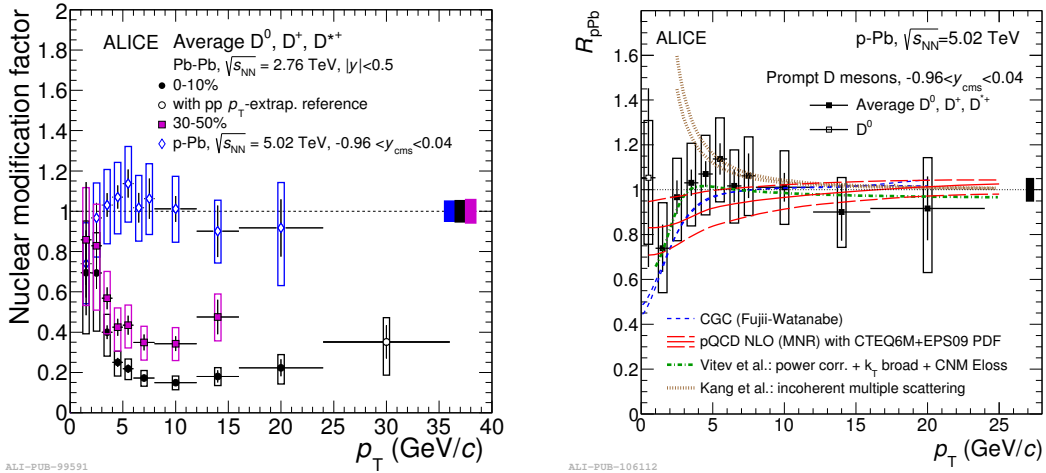 Nuclear modification factor
2
1.8
1.6
1.4
1.2
1
0.8
0.6
0.4
0.2
0
ALICE Average D⁰, D⁺, D*⁺
Pb-Pb, √sNN = 2.76 TeV, |y|<0.5
0-10%
with pp pT-extrap. reference
30-50%
p-Pb, √sNN = 5.02 TeV, -0.96 <ycms<0.04
0 5 10 15 20 25 30 35 40
pT (GeV/c)
ALI-PUB-99591
RpPb
1.6
1.4
1.2
1
0.8
0.6
0.4
0.2
0
ALICE p-Pb, √sNN=5.02 TeV
Prompt D mesons, -0.96<ycms<0.04
Average D⁰, D⁺, D*⁺
D⁰
CGC (Fujii-Watanabe)
pQCD NLO (MNR) with CTEQ6M+EPS09 PDF
Vitev et al.: power corr. + kT broad + CNM Eloss
Kang et al.: incoherent multiple scattering
0 5 10 15 20 25
pT (GeV/c)
ALI-PUB-106112